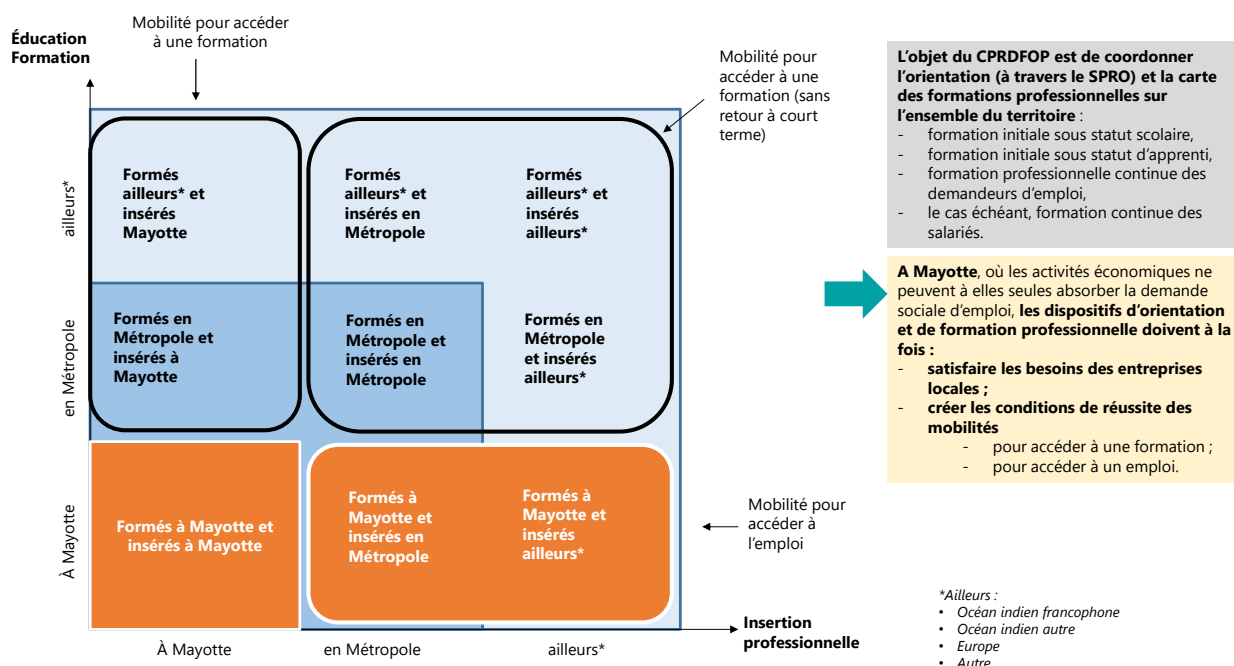 Mobilité pour accéder
à une formation
Éducation
Formation
Mobilité pour
accéder à une
formation (sans
retour à court
terme)
ailleurs*
Formés
ailleurs* et
insérés
Mayotte
Formés
ailleurs* et
insérés en
Métropole
Formés
ailleurs* et
insérés
ailleurs*
en Métropole
Formés en
Métropole et
insérés à
Mayotte
Formés en
Métropole et
insérés en
Métropole
Formés en
Métropole
et insérés
ailleurs*
À Mayotte
Formés à Mayotte et
insérés à Mayotte
Formés à
Mayotte et
insérés en
Métropole
Formés à
Mayotte et
insérés
ailleurs*
Mobilité pour
accéder à
l'emploi
À Mayotte
en Métropole
ailleurs*
Insertion
professionnelle
L'objet du CPRDFOP est de coordonner
l'orientation (à travers le SPRO) et la carte
des formations professionnelles sur
l'ensemble du territoire :
- formation initiale sous statut scolaire,
- formation initiale sous statut d'apprenti,
- formation professionnelle continue des
demandeurs d'emploi,
- le cas échéant, formation continue des
salariés.
A Mayotte, où les activités économiques ne
peuvent à elles seules absorber la demande
sociale d'emploi, les dispositifs d'orientation
et de formation professionnelle doivent à la
fois :
- satisfaire les besoins des entreprises
locales ;
- créer les conditions de réussite des
mobilités
- pour accéder à une formation ;
- pour accéder à un emploi.
*Ailleurs :
• Océan indien francophone
• Océan indien autre
• Europe
• Autre